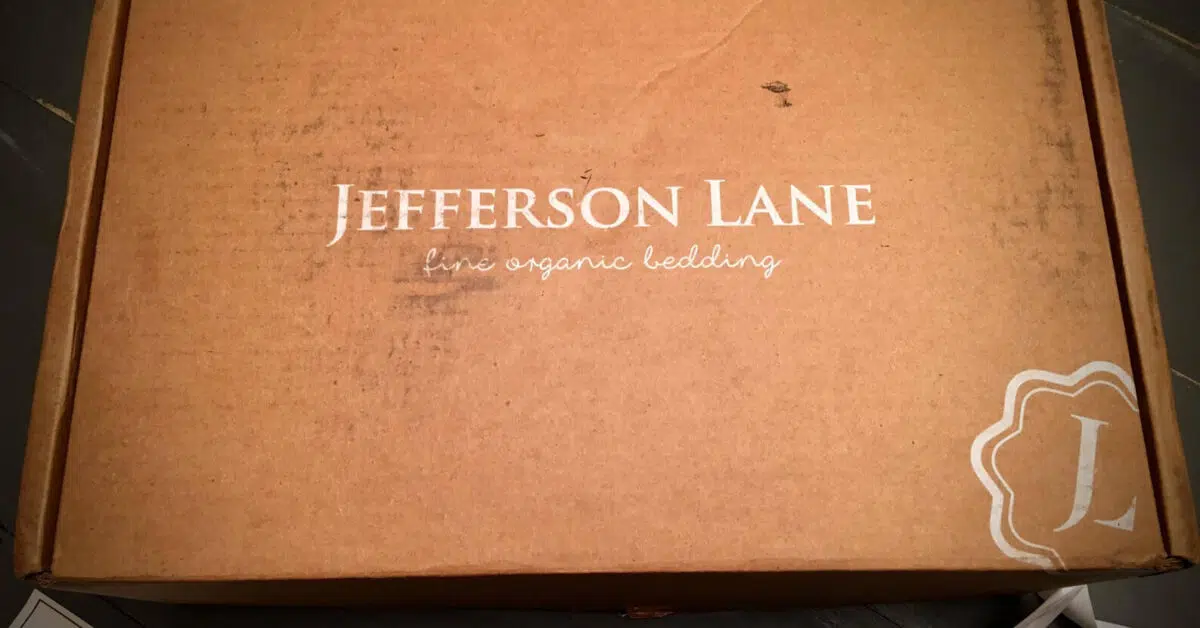 JEFFERSON LANE
fine organic bedding
JL